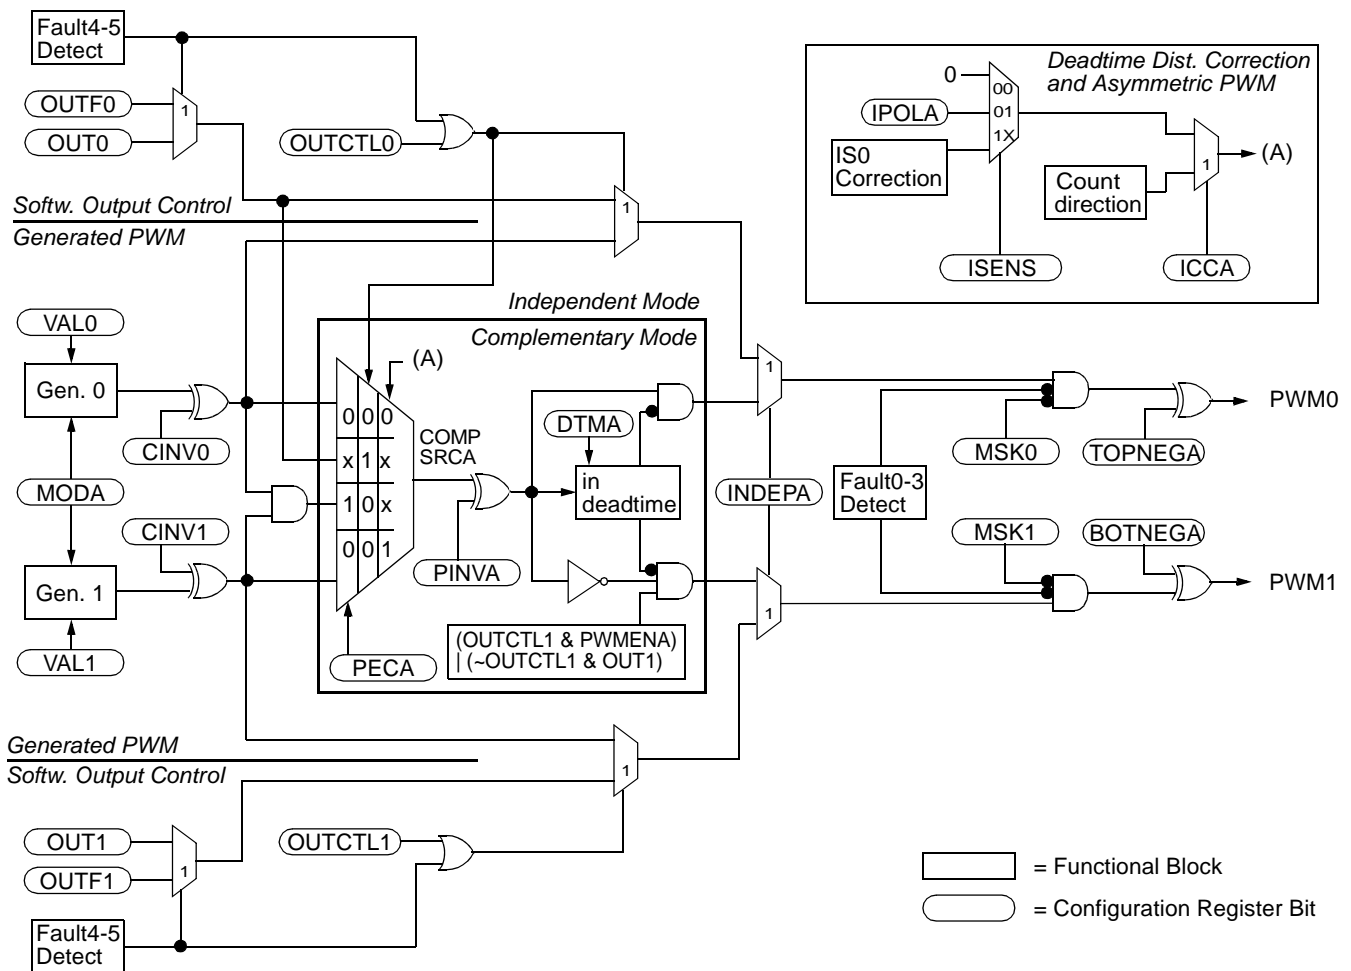 Fault4-5
Detect
OUTF0
OUT0
1
OUTCTL0
Softw. Output Control
Generated PWM
1
Deadtime Dist. Correction
and Asymmetric PWM
0
IPOLA
IS0
Correction
00
01
1X
Count
direction
1
(A)
ISENS
ICCA
Independent Mode
Complementary Mode
VAL0
Gen. 0
CINV0
MODA
CINV1
Gen. 1
VAL1
(A)
0 0 0
x 1 x
1 0 x
0 0 1
COMP
SRCA
PINVA
PECA
DTMA
in
deadtime
(OUTCTL1 & PWMENA)
| (~OUTCTL1 & OUT1)
1
INDEPA
1
Fault0-3
Detect
MSK0
TOPNEGA
PWM0
MSK1
BOTNEGA
PWM1
Generated PWM
Softw. Output Control
1
OUT1
OUTF1
1
OUTCTL1
Fault4-5
Detect
= Functional Block
= Configuration Register Bit